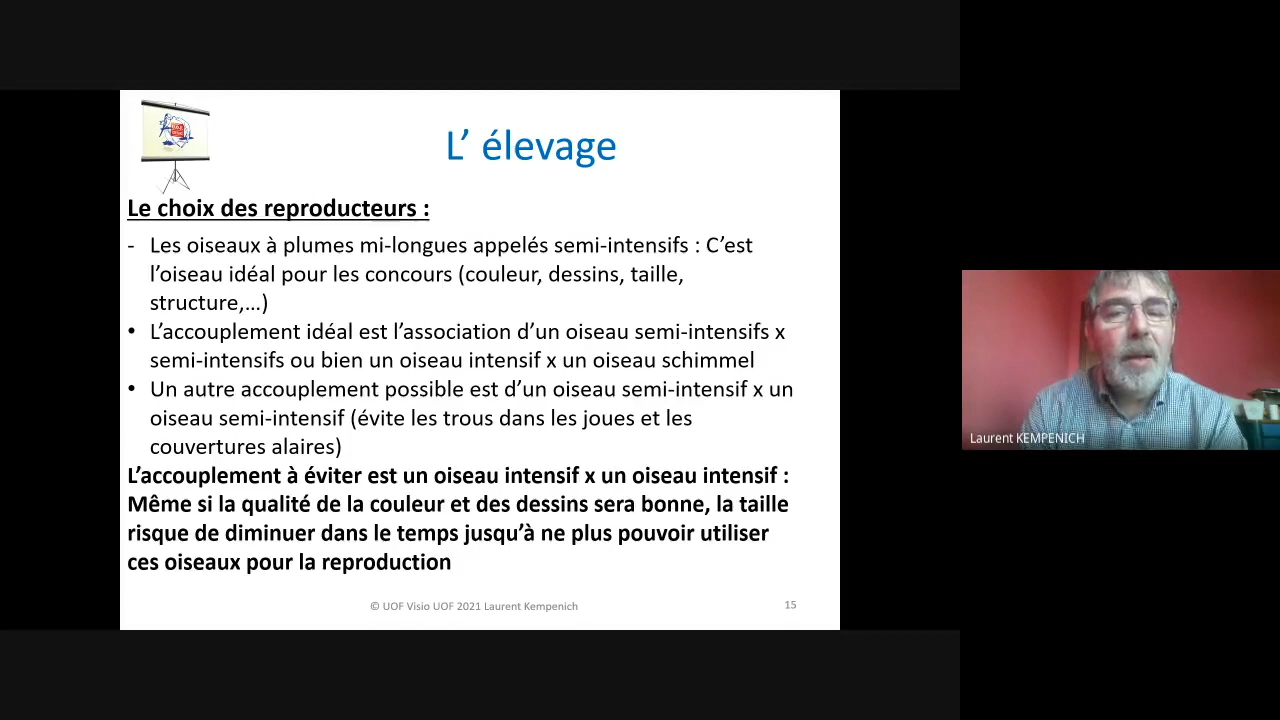 L’ élevage
Le choix des reproducteurs :
- Les oiseaux à plumes mi-longues appelés semi-intensifs : C’est
l’oiseau idéal pour les concours (couleur, dessins, taille,
structure,…)
• L’accouplement idéal est l’association d’un oiseau semi-intensifs x
semi-intensifs ou bien un oiseau intensif x un oiseau schimmel
• Un autre accouplement possible est d’un oiseau semi-intensif x un
oiseau semi-intensif (évite les trous dans les joues et les
couvertures alaires)
L’accouplement à éviter est un oiseau intensif x un oiseau intensif :
Même si la qualité de la couleur et des dessins sera bonne, la taille
risque de diminuer dans le temps jusqu’à ne plus pouvoir utiliser
ces oiseaux pour la reproduction
© UOF Visio UOF 2021 Laurent Kempenich
15
Laurent KEMPENICH